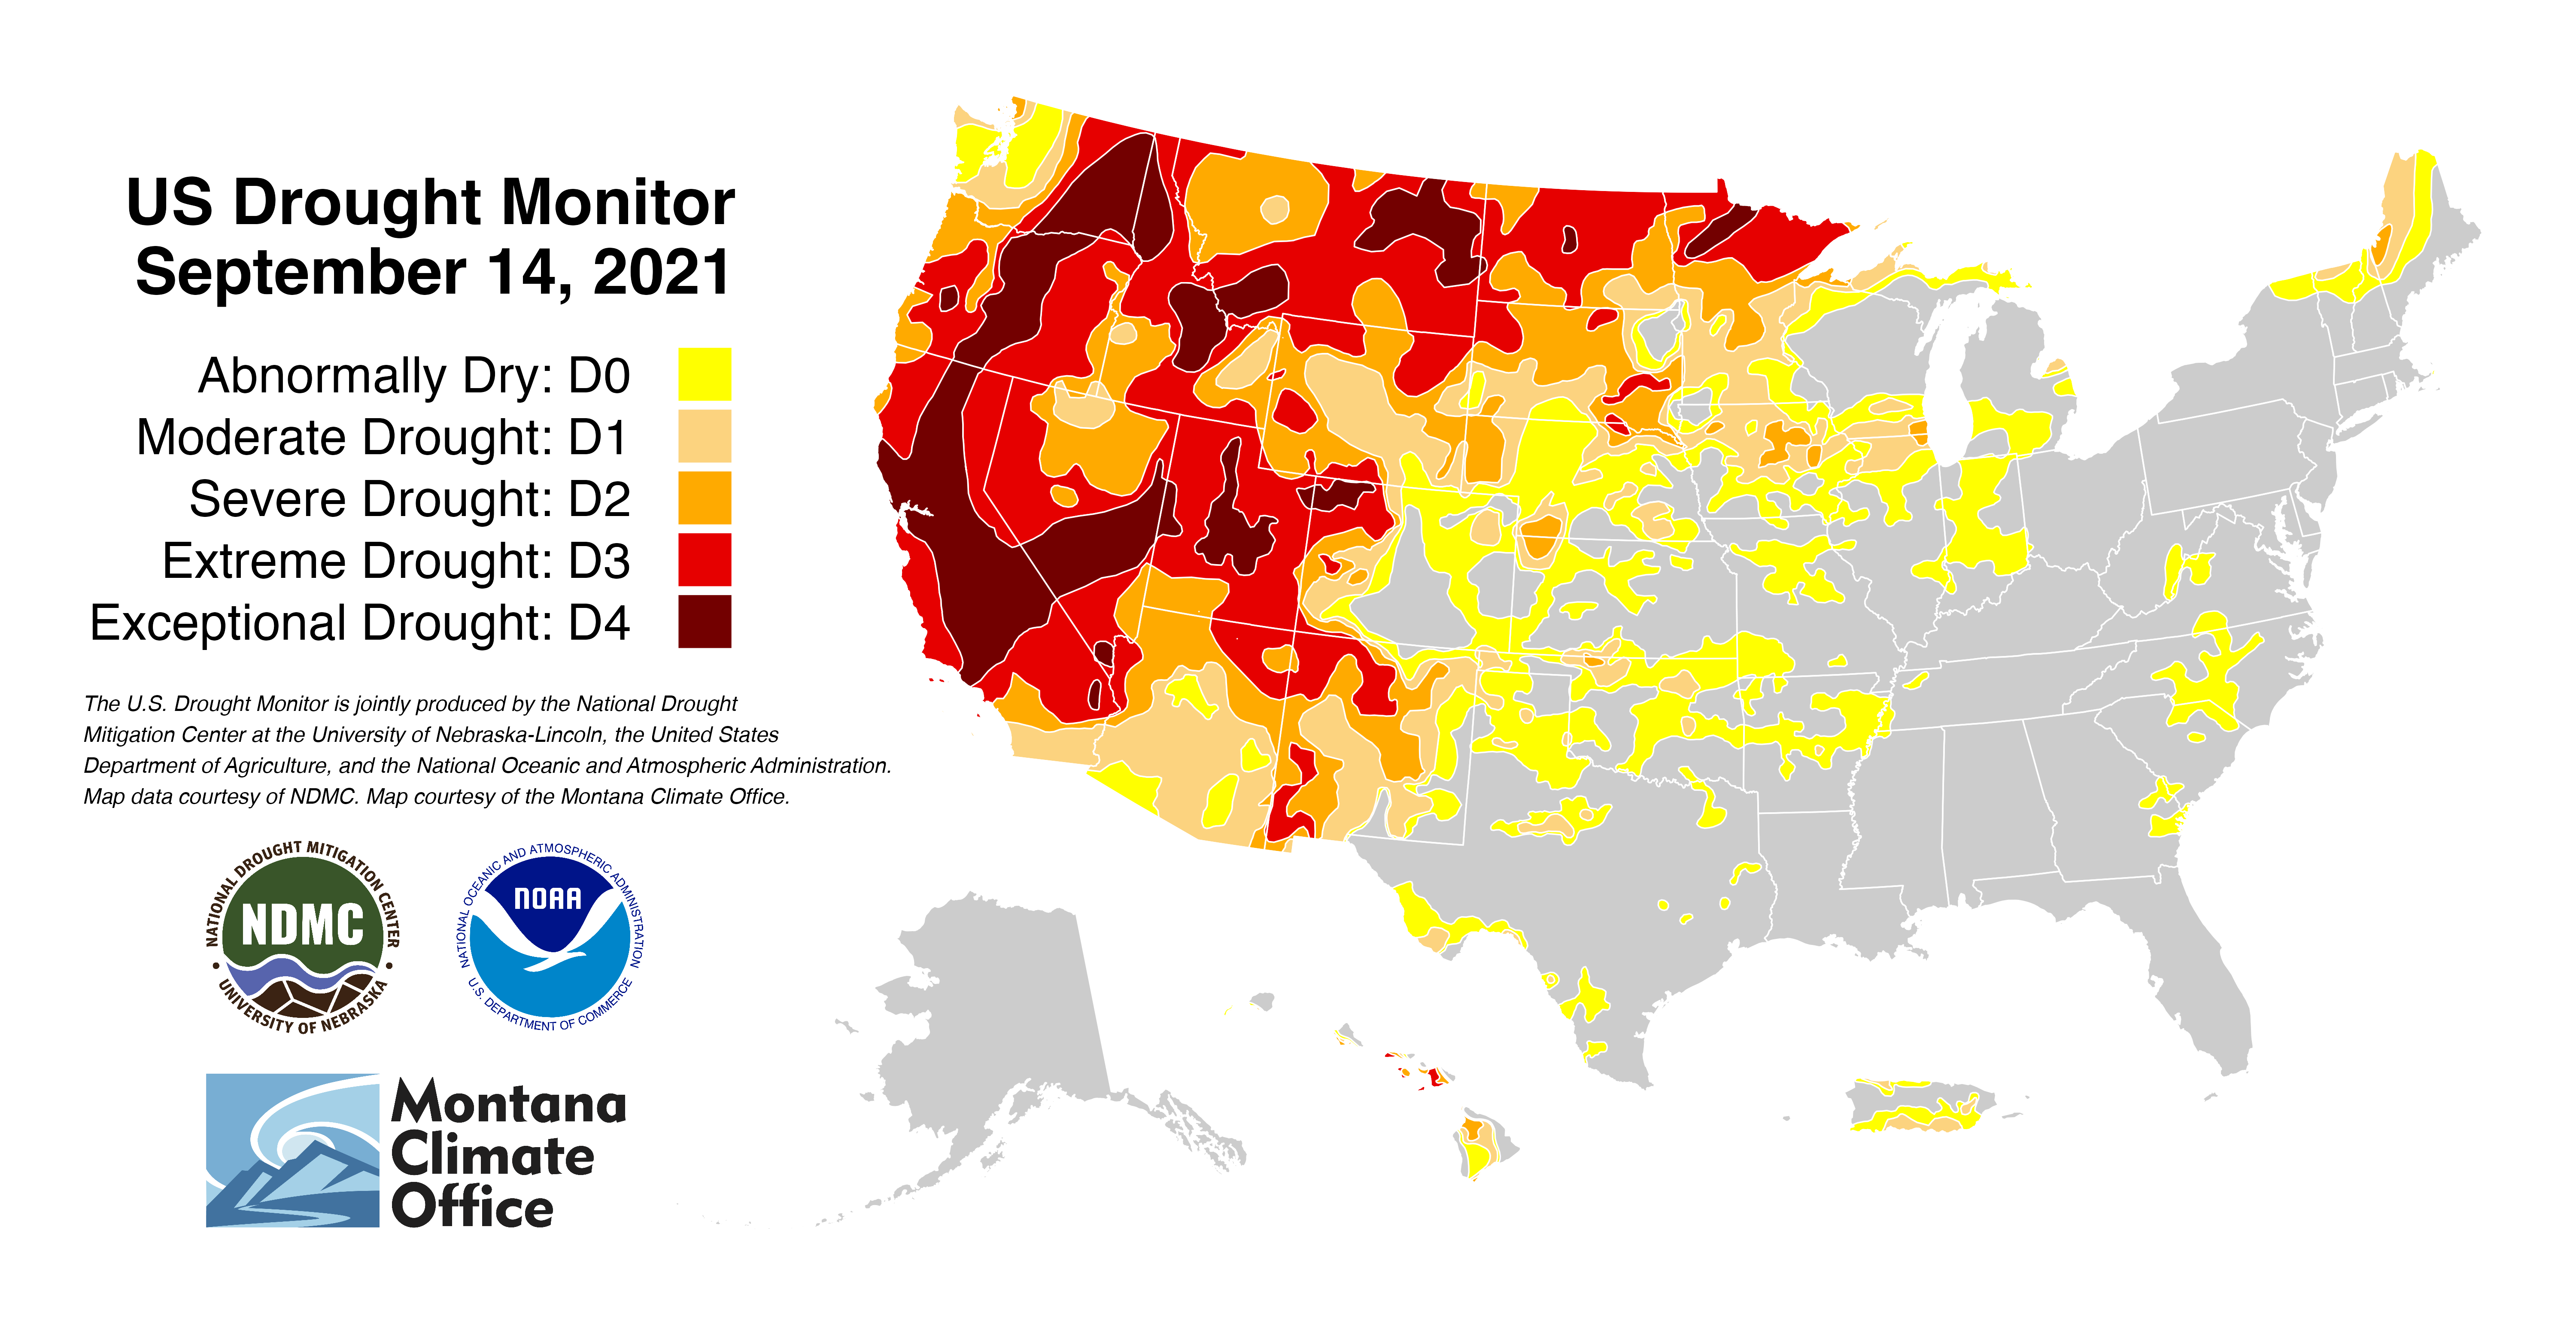 US Drought Monitor
September 14, 2021
Abnormally Dry: D0
Moderate Drought: D1
Severe Drought: D2
Extreme Drought: D3
Exceptional Drought: D4
The U.S. Drought Monitor is jointly produced by the National Drought
Mitigation Center at the University of Nebraska-Lincoln, the United States
Department of Agriculture, and the National Oceanic and Atmospheric Administration.
Map data courtesy of NDMC. Map courtesy of the Montana Climate Office.
NATIONAL DROUGHT MITIGATION CENTER
NDMC
• UNIVERSITY OF NEBRASKA •
NATIONAL OCEANIC AND ATMOSPHERIC ADMINISTRATION
NOAA
U.S. DEPARTMENT OF COMMERCE
Montana
Climate
Office